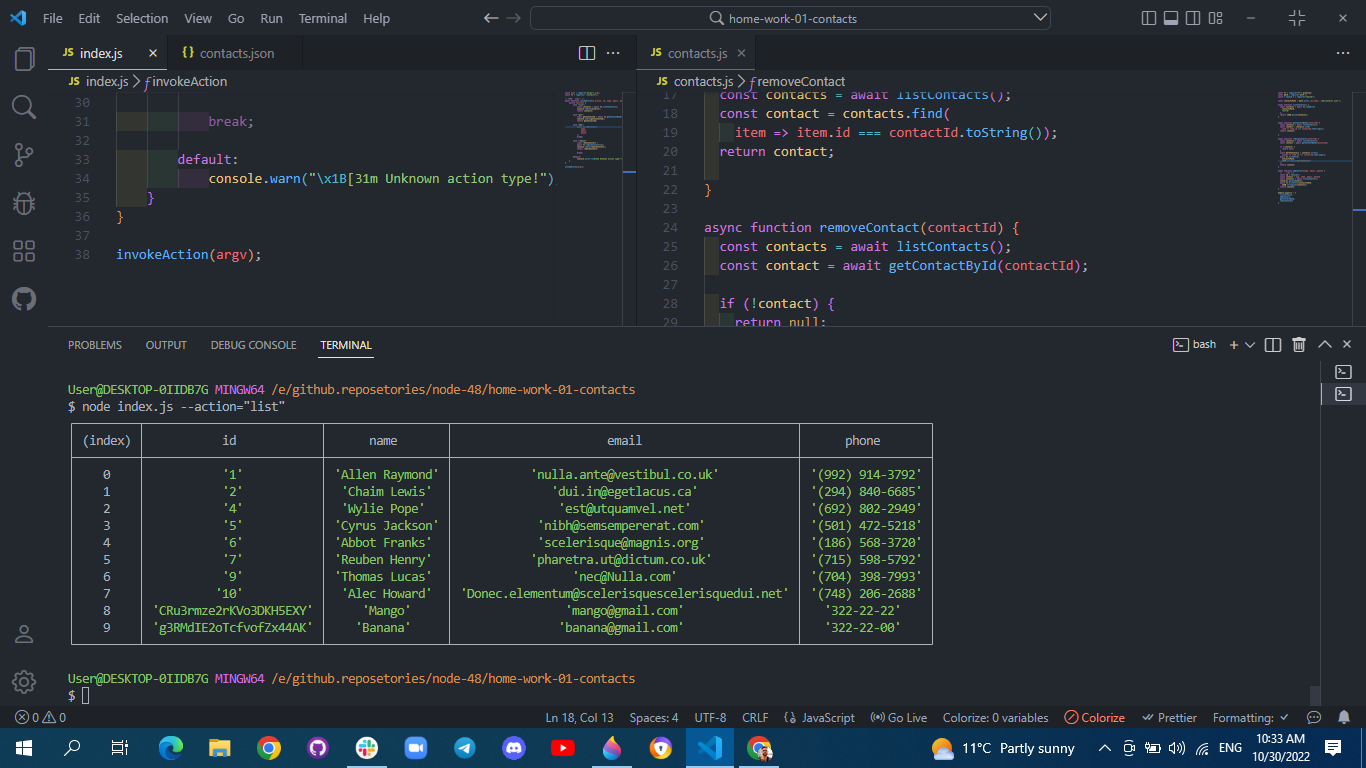 File Edit Selection View Go Run Terminal Help home-work-01-contacts
JS index.js × {} contacts.json ···
JS index.js > invokeAction
30
31 break;
32
33 default:
34 console.warn("\x1B[31m Unknown action type!")
35 }
36 }
37
38 invokeAction(argv);
JS contacts.js × ···
JS contacts.js > removeContact
17 const contacts = await listContacts();
18 const contact = contacts.find(
19 item => item.id === contactId.toString());
20 return contact;
21
22 }
23
24 async function removeContact(contactId) {
25 const contacts = await listContacts();
26 const contact = await getContactById(contactId);
27
28 if (!contact) {
29 return null;
PROBLEMS OUTPUT DEBUG CONSOLE TERMINAL bash
User@DESKTOP-0IIDB7G MINGW64 /e/github.reposetories/node-48/home-work-01-contacts
$ node index.js --action="list"
(index) id name email phone
0 '1' 'Allen Raymond' 'nulla.ante@vestibul.co.uk' '(992) 914-3792'
1 '2' 'Chaim Lewis' 'dui.in@egetlacus.ca' '(294) 840-6685'
2 '4' 'Wylie Pope' 'est@utquamvel.net' '(692) 802-2949'
3 '5' 'Cyrus Jackson' 'nibh@semsempererat.com' '(501) 472-5218'
4 '6' 'Abbot Franks' 'scelerisque@magnis.org' '(186) 568-3720'
5 '7' 'Reuben Henry' 'pharetra.ut@dictum.co.uk' '(715) 598-5792'
6 '9' 'Thomas Lucas' 'nec@Nulla.com' '(704) 398-7993'
7 '10' 'Alec Howard' 'Donec.elementum@scelerisquescelerisquedui.net' '(748) 206-2688'
8 'CRu3rmze2rKVo3DKH5EXY' 'Mango' 'mango@gmail.com' '322-22-22'
9 'g3RMdIE2oTcfvofZx44AK' 'Banana' 'banana@gmail.com' '322-22-00'
User@DESKTOP-0IIDB7G MINGW64 /e/github.reposetories/node-48/home-work-01-contacts
$
0 0 Ln 18, Col 13 Spaces: 4 UTF-8 CRLF {} JavaScript Go Live Colorize: 0 variables Colorize Prettier Formatting: ✓
11°C Partly sunny ENG 10:33 AM
10/30/2022